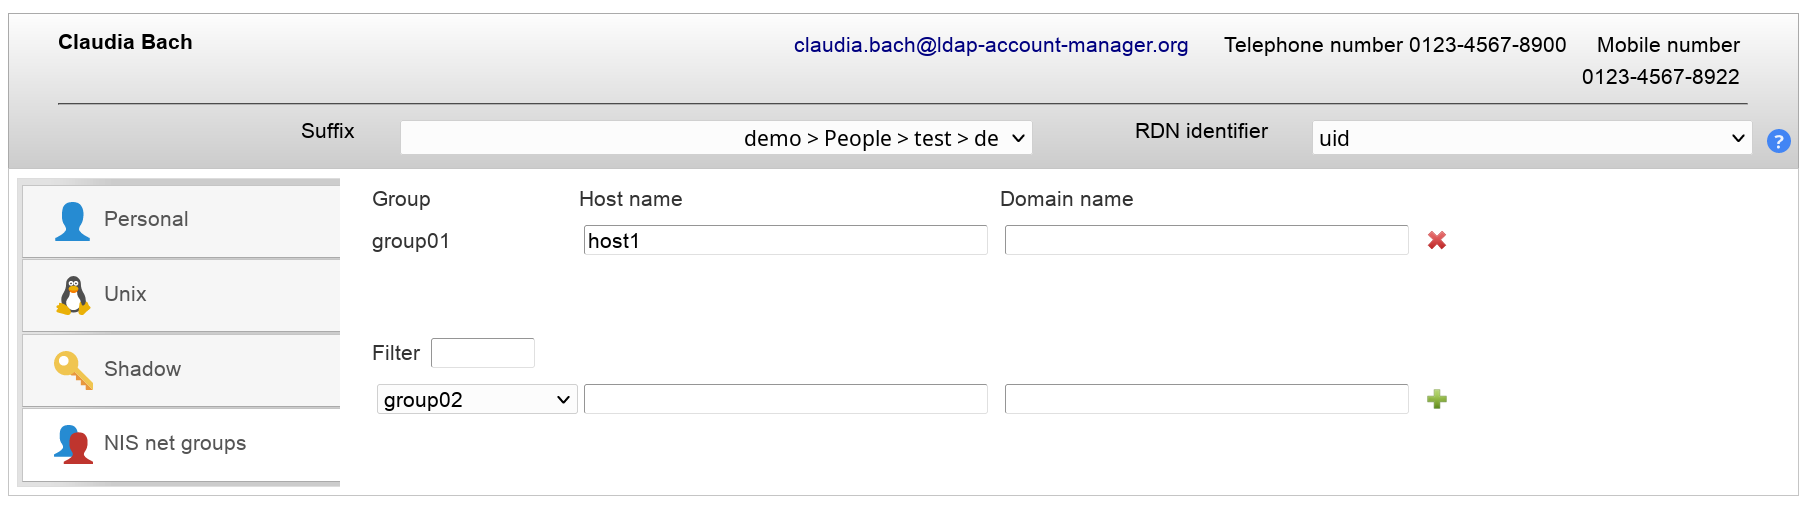 Claudia Bach
claudia.bach@ldap-account-manager.org Telephone number 0123-4567-8900 Mobile number
0123-4567-8922
Suffix demo > People > test > de RDN identifier uid ?
Personal
Unix
Shadow
NIS net groups
Group Host name Domain name
group01 host1
Filter
group02